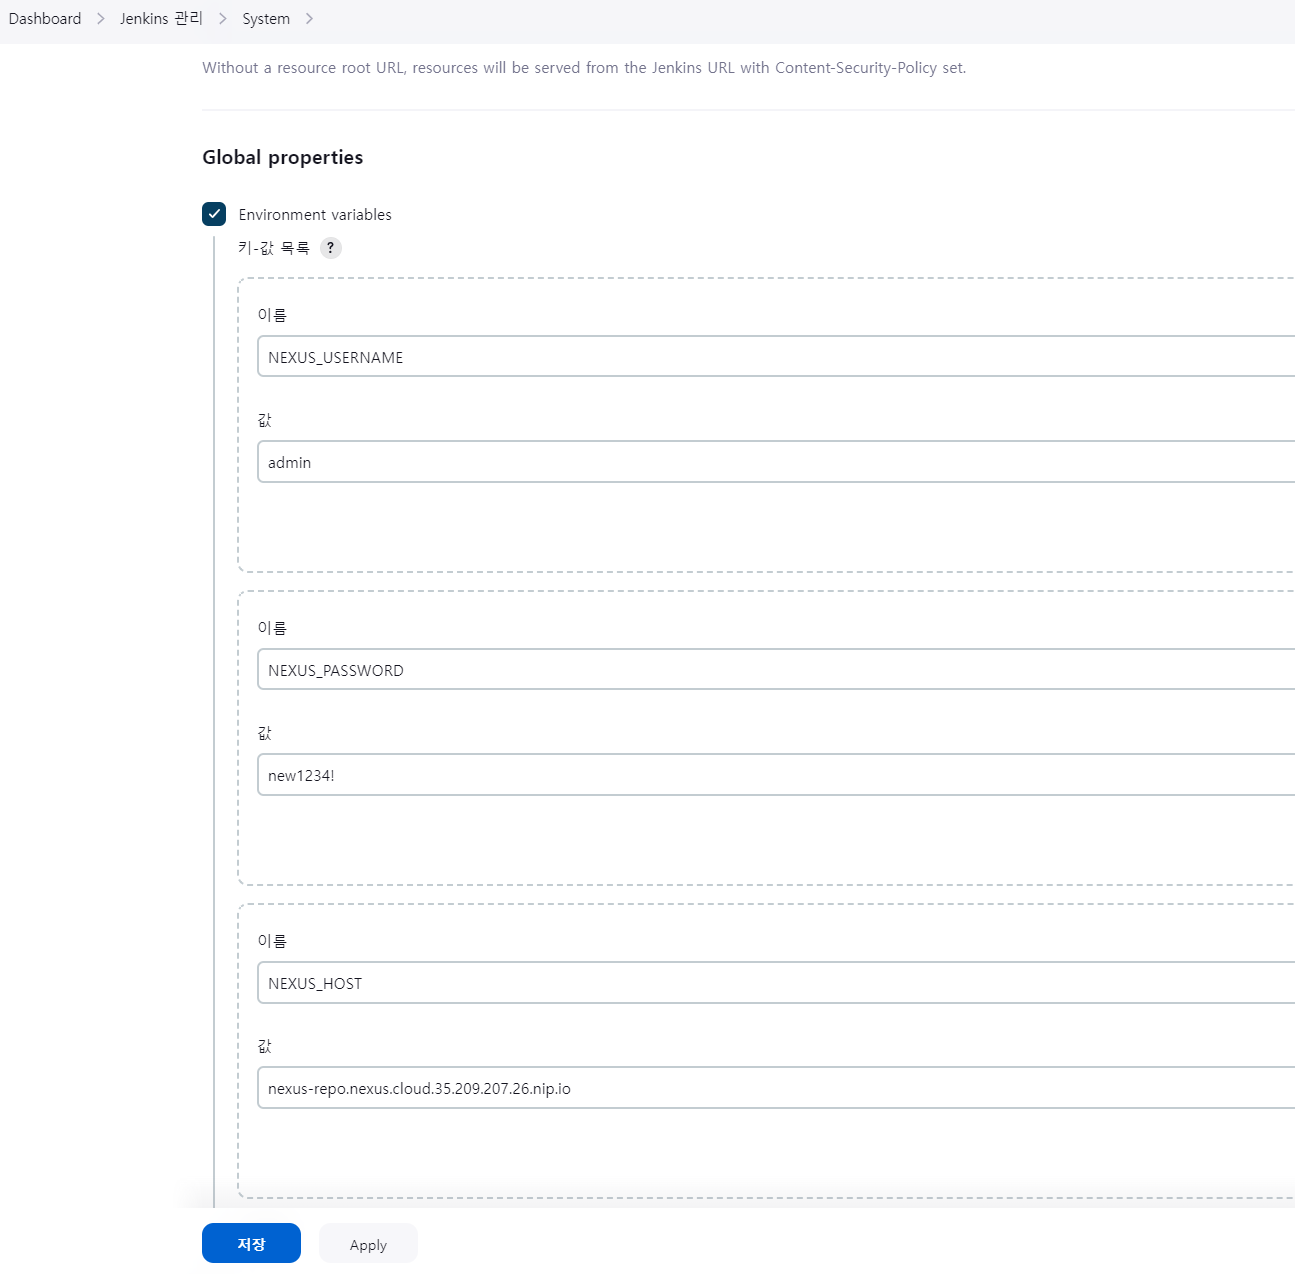 Dashboard > Jenkins 관리 > System >
Without a resource root URL, resources will be served from the Jenkins URL with Content-Security-Policy set.
Global properties
Environment variables
키-값 목록 ?
이름
NEXUS_USERNAME
값
admin
이름
NEXUS_PASSWORD
값
new1234!
이름
NEXUS_HOST
값
nexus-repo.nexus.cloud.35.209.207.26.nip.io
저장 Apply